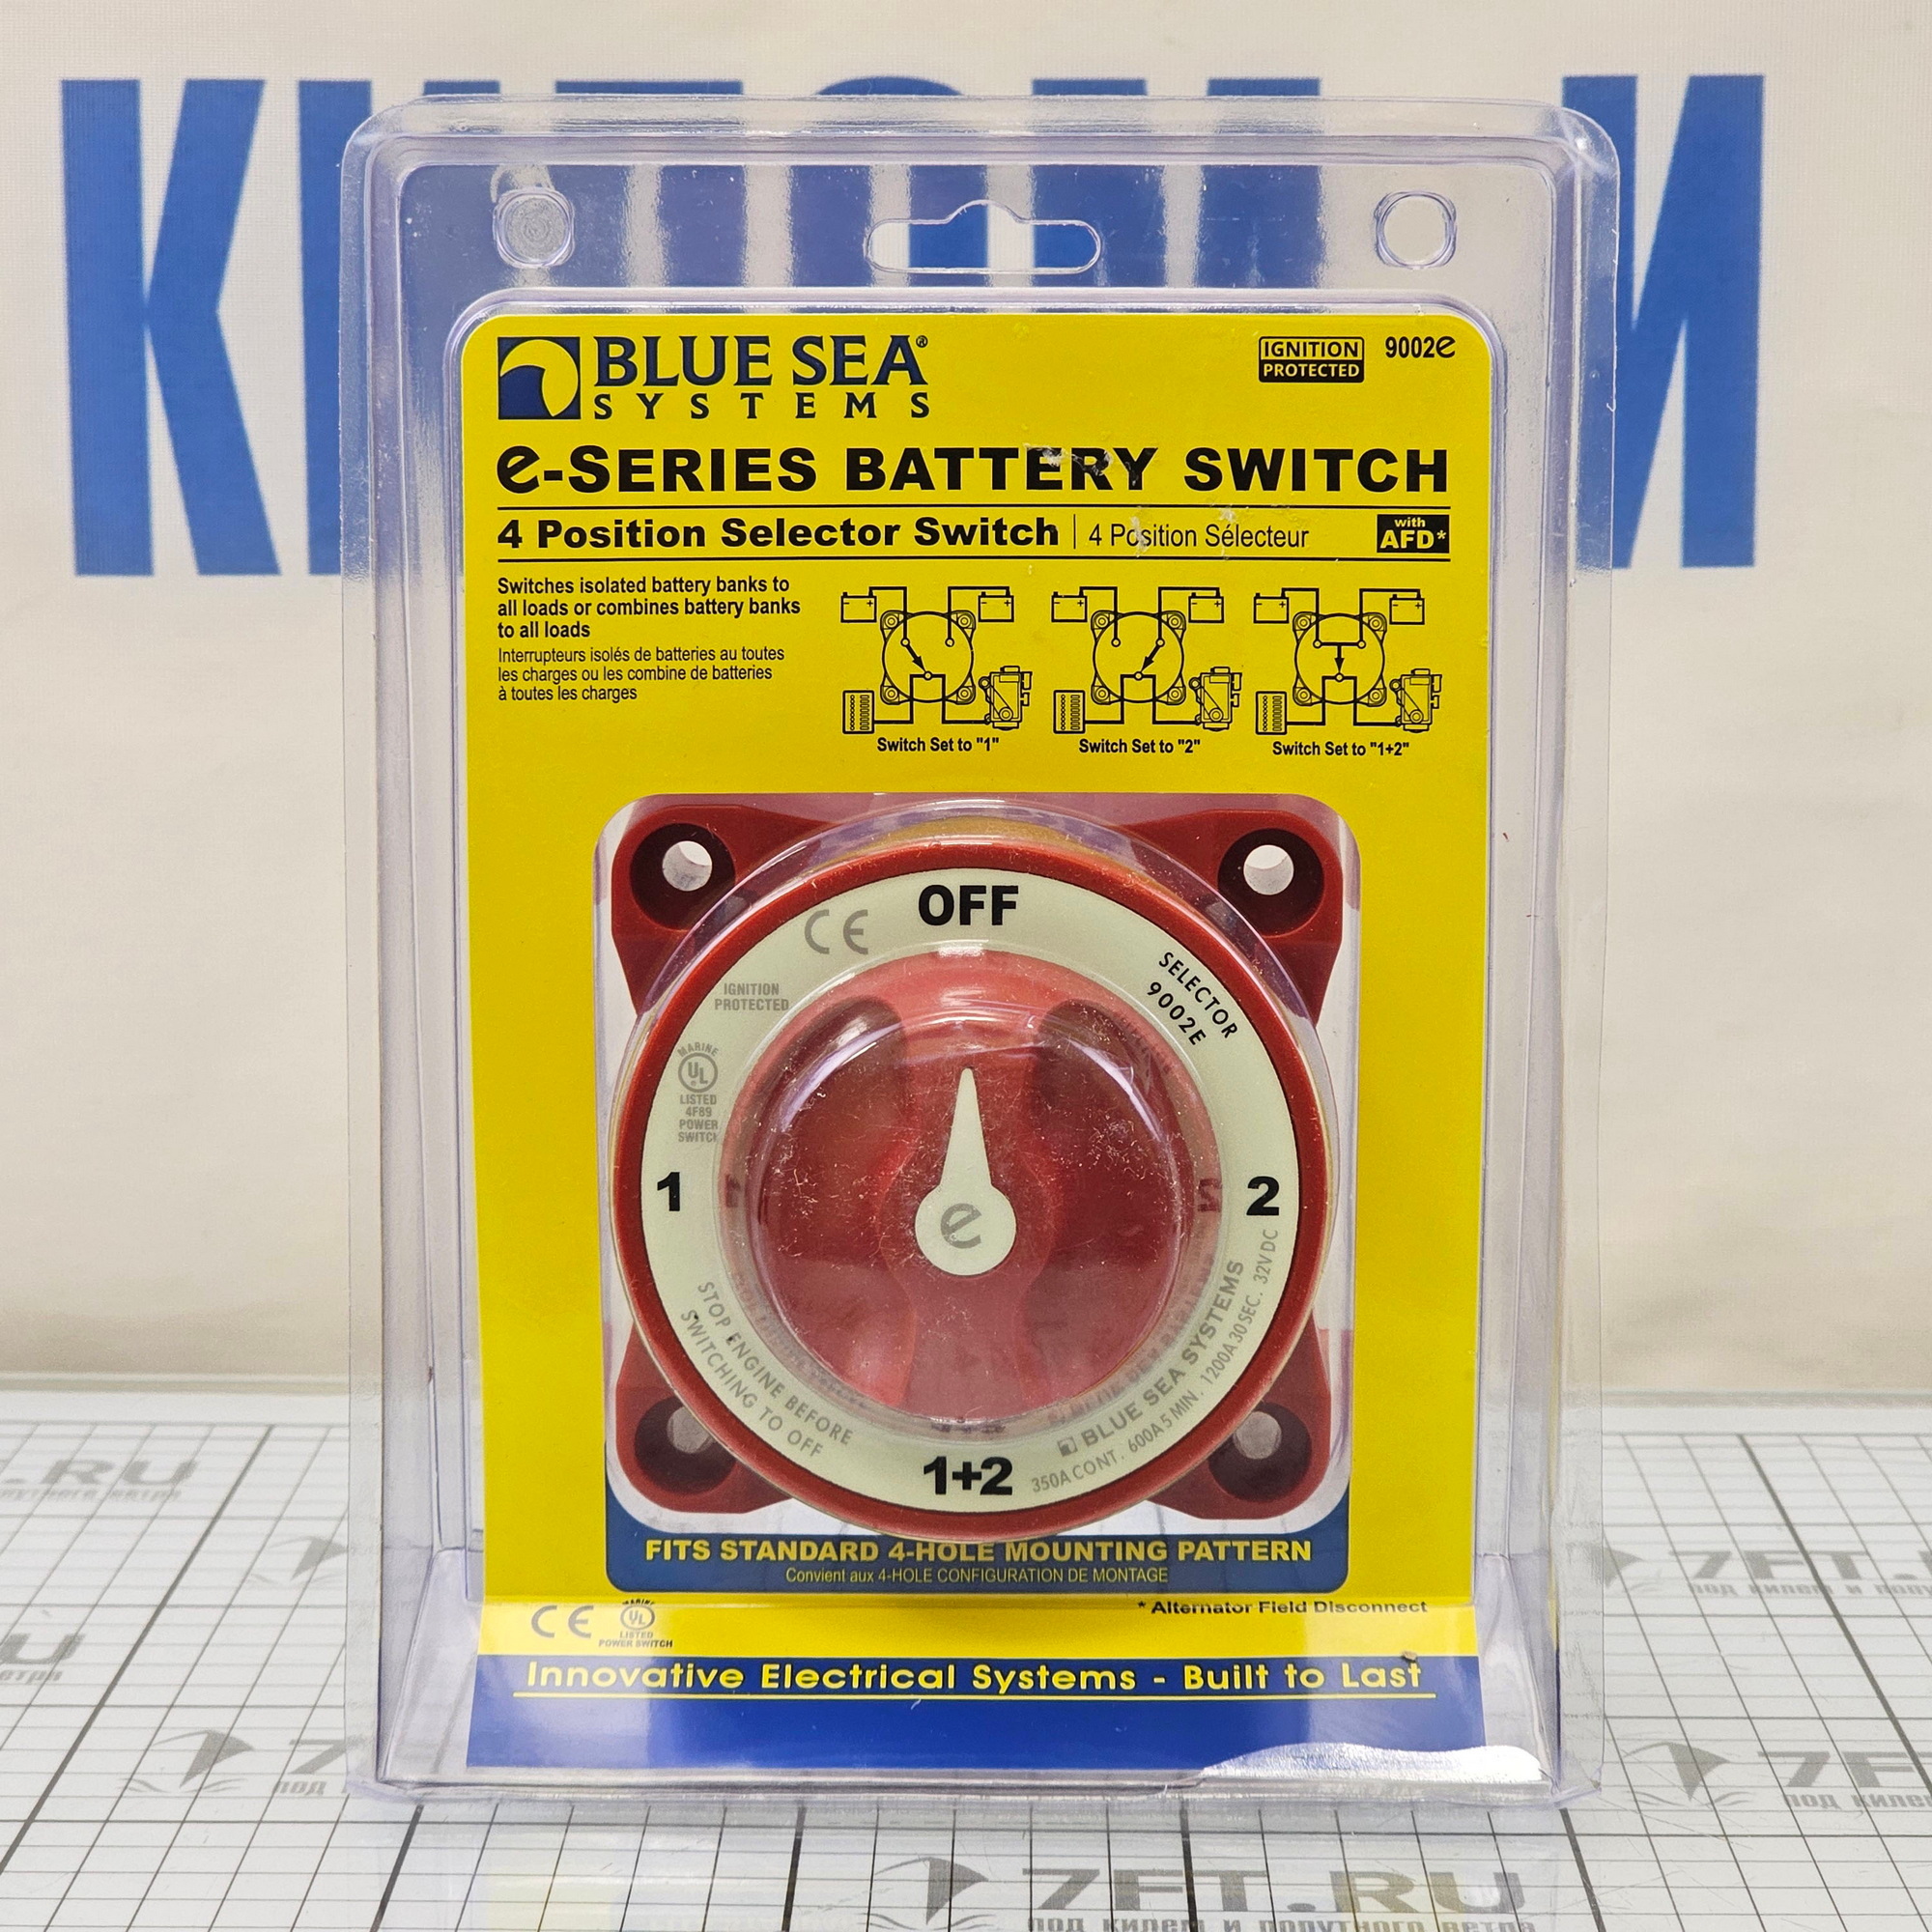 BLUE SEA®
SYSTEMS
IGNITION
PROTECTED
9002e
e-SERIES BATTERY SWITCH
4 Position Selector Switch | 4 Position Sélecteur
with
AFD*
Switches isolated battery banks to
all loads or combines battery banks
to all loads
Interrupteurs isolés de batteries au toutes
les charges ou les combine de batteries
à toutes les charges
Switch Set to "1"
Switch Set to "2"
Switch Set to "1+2"
OFF
CE
SELECTOR
9002E
IGNITION
PROTECTED
MARINE
UL
LISTED
4F89
POWER
SWITCH
1
2
e
STOP ENGINE BEFORE
SWITCHING TO OFF
1+2
BLUE SEA SYSTEMS
350A CONT. 600A 5 MIN. 1200A 30 SEC. 32V DC
FITS STANDARD 4-HOLE MOUNTING PATTERN
Convient aux 4-HOLE CONFIGURATION DE MONTAGE
* Alternator Field Disconnect
CE
MARINE
UL
LISTED
POWER SWITCH
Innovative Electrical Systems - Built to Last
7FT.RU
под килем и попутного ветра